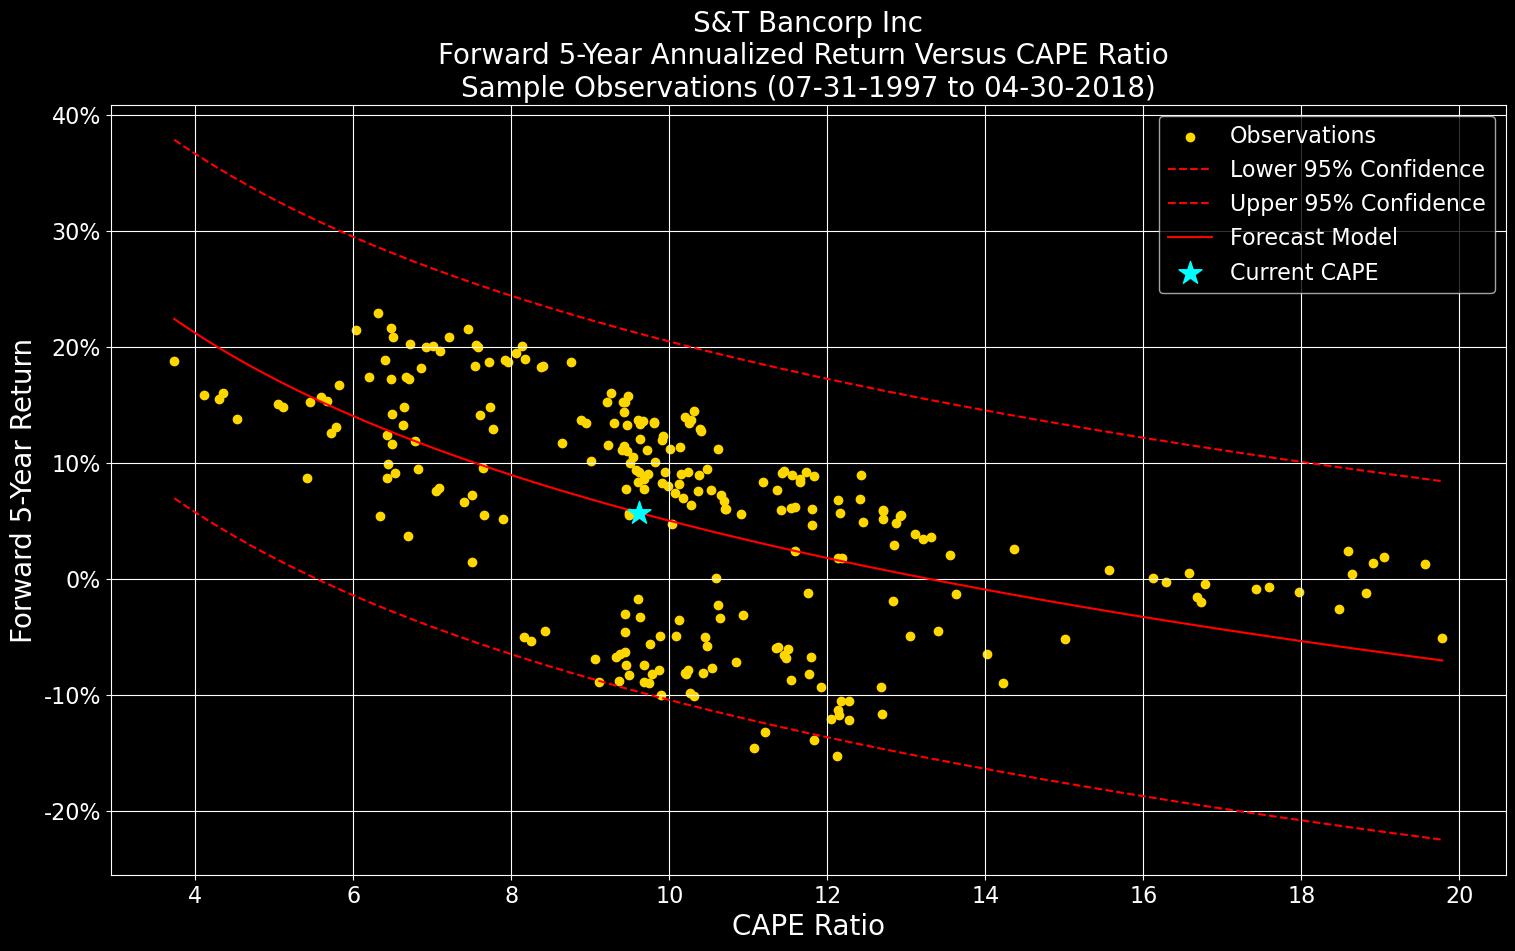 S&T Bancorp Inc
Forward 5-Year Annualized Return Versus CAPE Ratio
Sample Observations (07-31-1997 to 04-30-2018)
Forward 5-Year Return
40%
30%
20%
10%
0%
-10%
-20%
Observations
Lower 95% Confidence
Upper 95% Confidence
Forecast Model
Current CAPE
4 6 8 10 12 14 16 18 20
CAPE Ratio